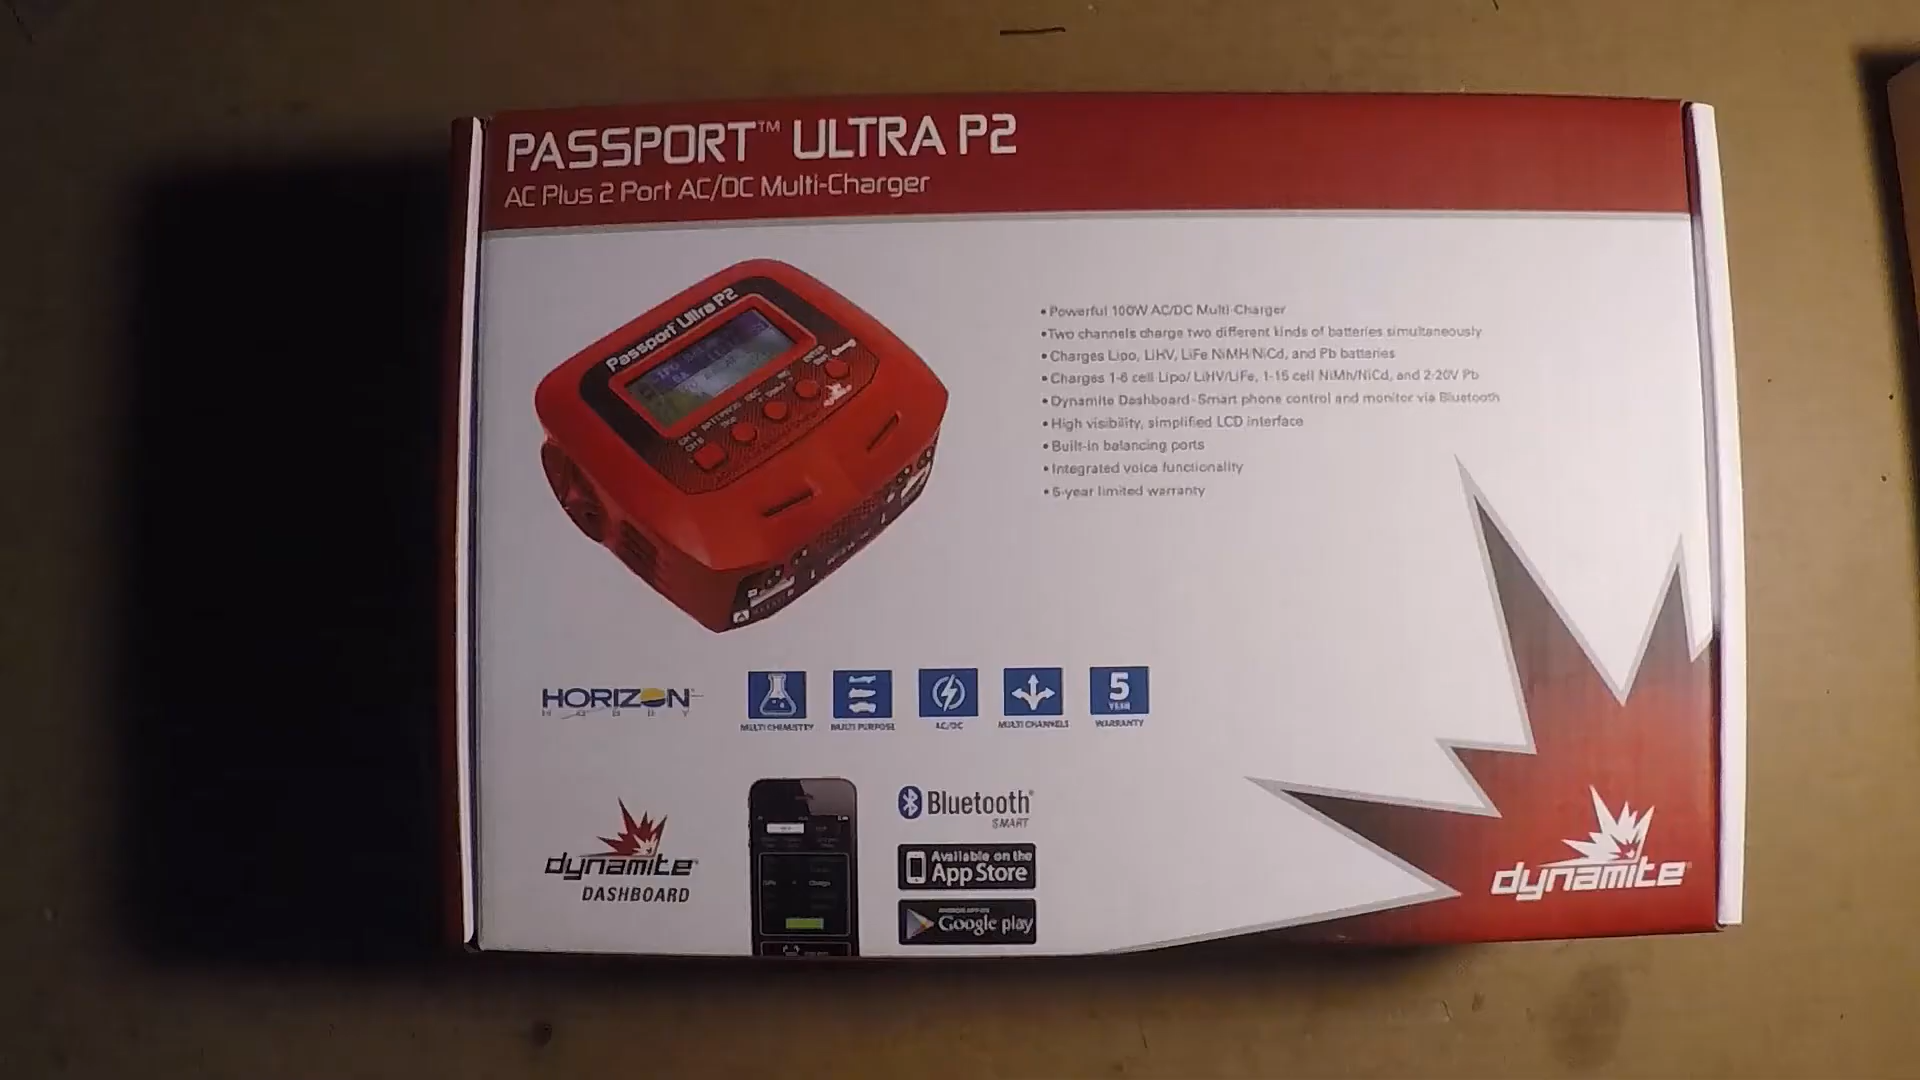 PASSPORT™ ULTRA P2
AC Plus 2 Port AC/DC Multi-Charger
Passport Ultra P2
• Powerful 100W AC/DC Multi-Charger
• Two channels charge two different kinds of batteries simultaneously
• Charges Lipo, LiHV, LiFe NiMH/NiCd, and Pb batteries
• Charges 1-6 cell Lipo/ LiHV/LiFe, 1-15 cell NiMh/NiCd, and 2-20V Pb
• Dynamite Dashboard-Smart phone control and monitor via Bluetooth
• High visibility, simplified LCD interface
• Built-in balancing ports
• Integrated voice functionality
• 5-year limited warranty
HORIZON
HOBBY
5
YEAR
MULTI CHEMISTRY
MULTI PURPOSE
AC/DC
MULTI CHANNELS
WARRANTY
dynamite
DASHBOARD
Bluetooth®
SMART
Available on the
App Store
ANDROID APP ON
Google play
dynamite®